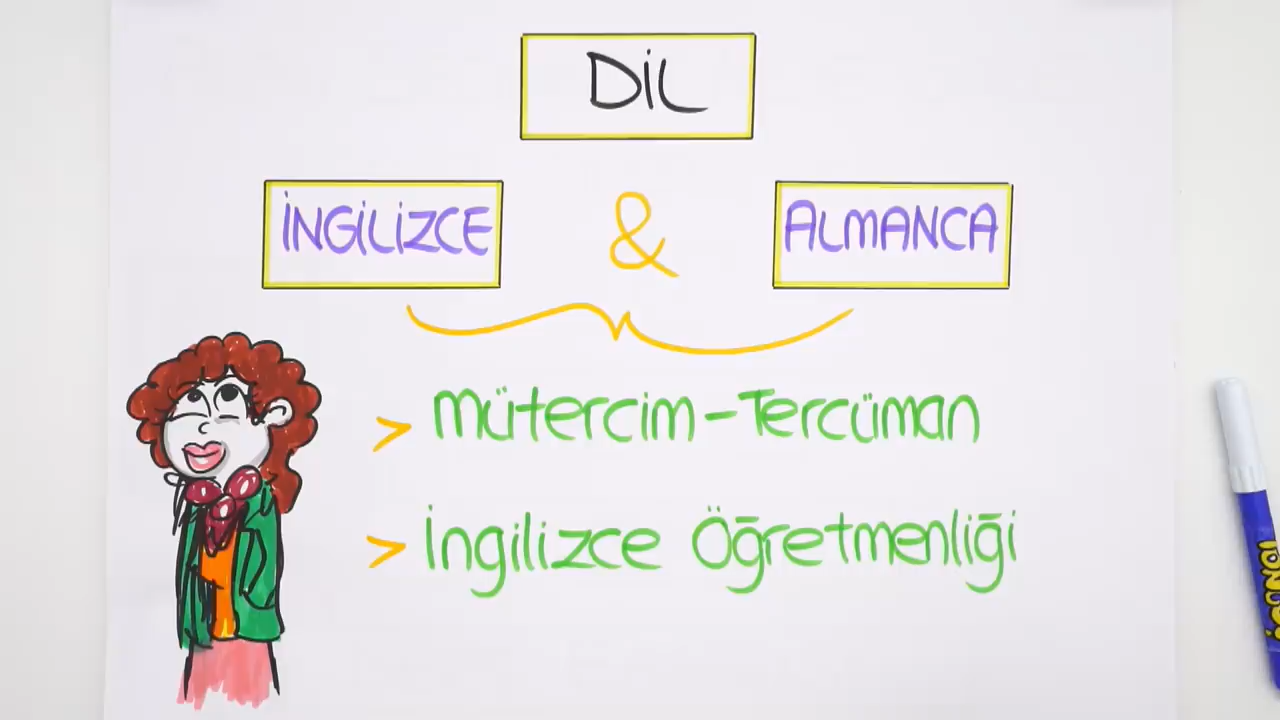 DİL
İNGİLİZCE & ALMANCA
> Mütercim-Tercüman
> İngilizce Öğretmenliği